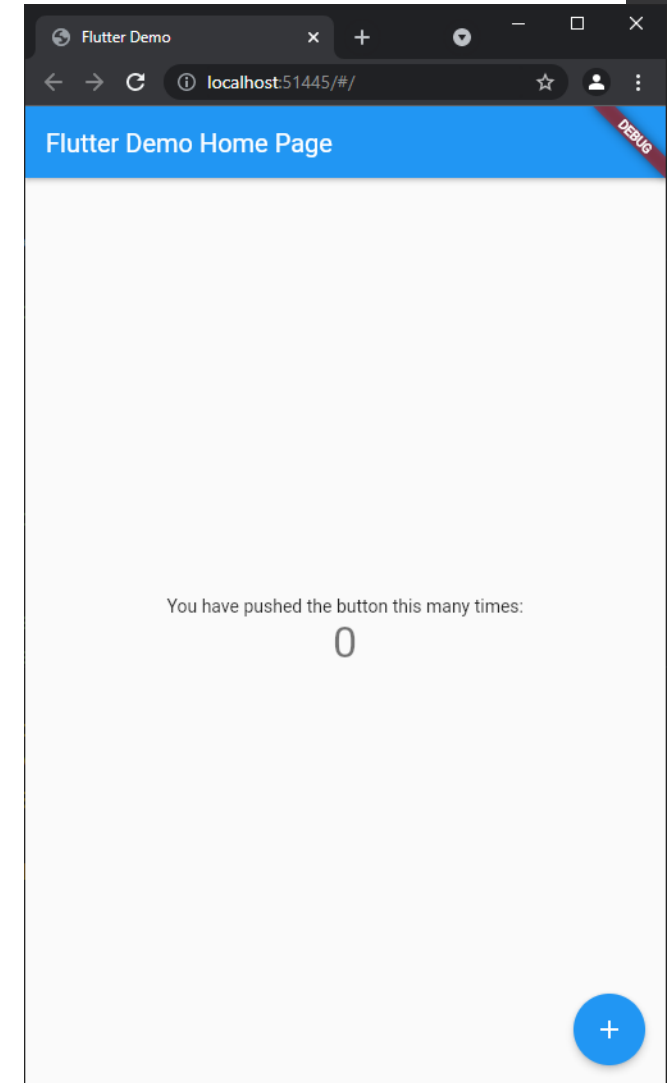 Flutter Demo
localhost:51445/#/
Flutter Demo Home Page
DEBUG
You have pushed the button this many times:
0